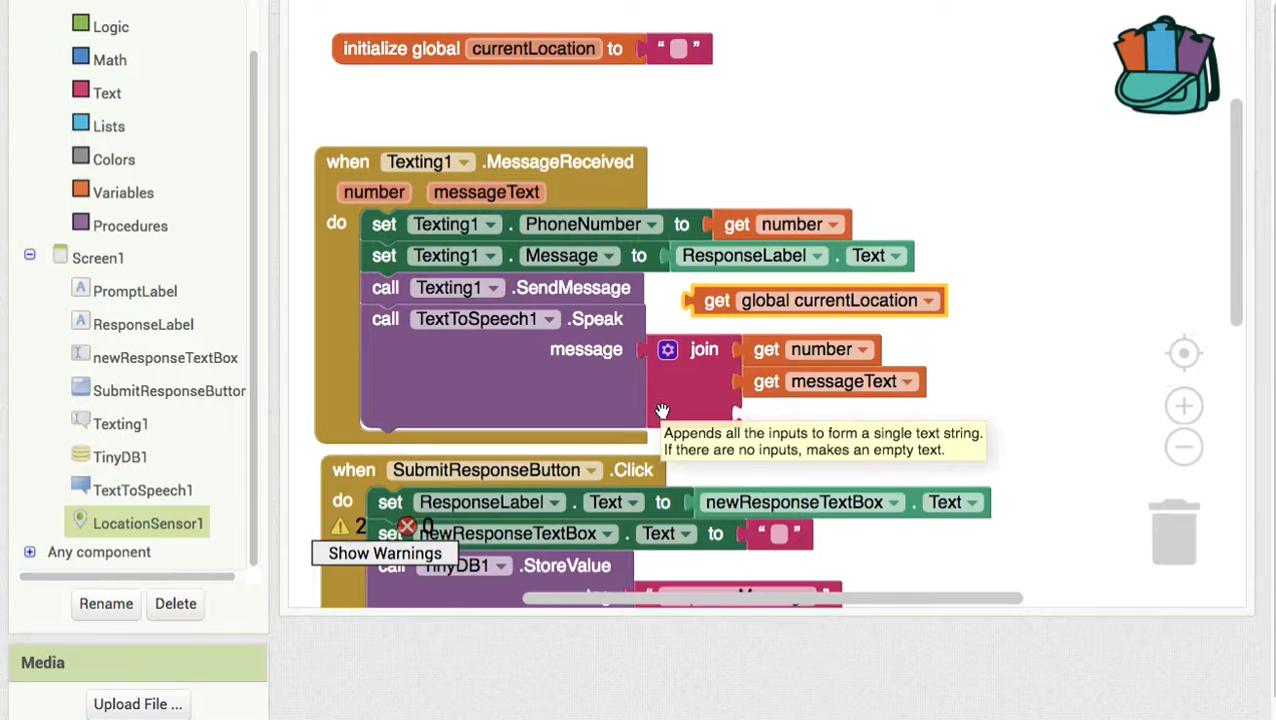 Logic
Math
Text
Lists
Colors
Variables
Procedures
Screen1
PromptLabel
ResponseLabel
newResponseTextBox
SubmitResponseButtor
Texting1
TinyDB1
TextToSpeech1
LocationSensor1
Any component
Rename Delete
Media
Upload File ...
initialize global currentLocation to “ ”
when Texting1 .MessageReceived
number messageText
do set Texting1 . PhoneNumber to get number
set Texting1 . Message to ResponseLabel . Text
call Texting1 .SendMessage
get global currentLocation
call TextToSpeech1 .Speak
message join get number
get messageText
Appends all the inputs to form a single text string.
If there are no inputs, makes an empty text.
when SubmitResponseButton .Click
do set ResponseLabel . Text to newResponseTextBox . Text
2 0
set newResponseTextBox . Text to “ ”
Show Warnings
call TinyDB1 .StoreValue